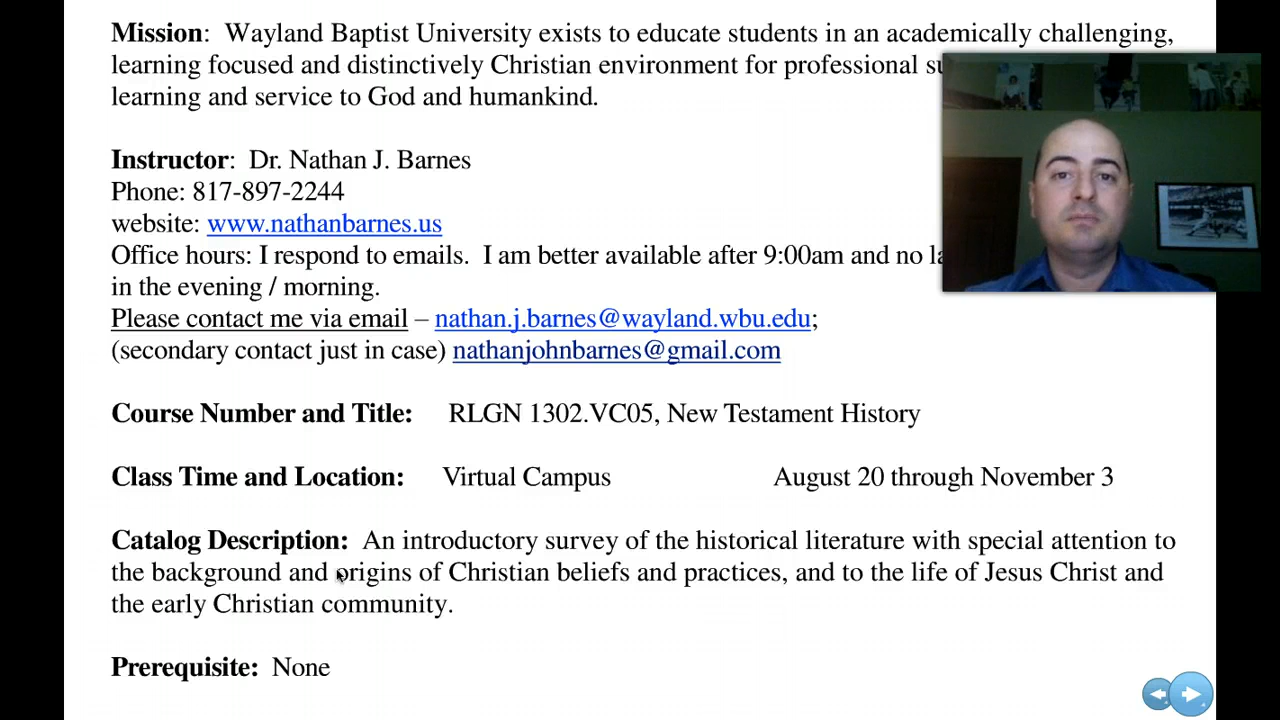 Mission: Wayland Baptist University exists to educate students in an academically challenging,
learning focused and distinctively Christian environment for professional
learning and service to God and humankind.
Instructor: Dr. Nathan J. Barnes
Phone: 817-897-2244
website: www.nathanbarnes.us
Office hours: I respond to emails. I am better available after 9:00am and no
in the evening / morning.
Please contact me via email – nathan.j.barnes@wayland.wbu.edu;
(secondary contact just in case) nathanjohnbarnes@gmail.com
Course Number and Title: RLGN 1302.VC05, New Testament History
Class Time and Location: Virtual Campus August 20 through November 3
Catalog Description: An introductory survey of the historical literature with special attention to
the background and origins of Christian beliefs and practices, and to the life of Jesus Christ and
the early Christian community.
Prerequisite: None